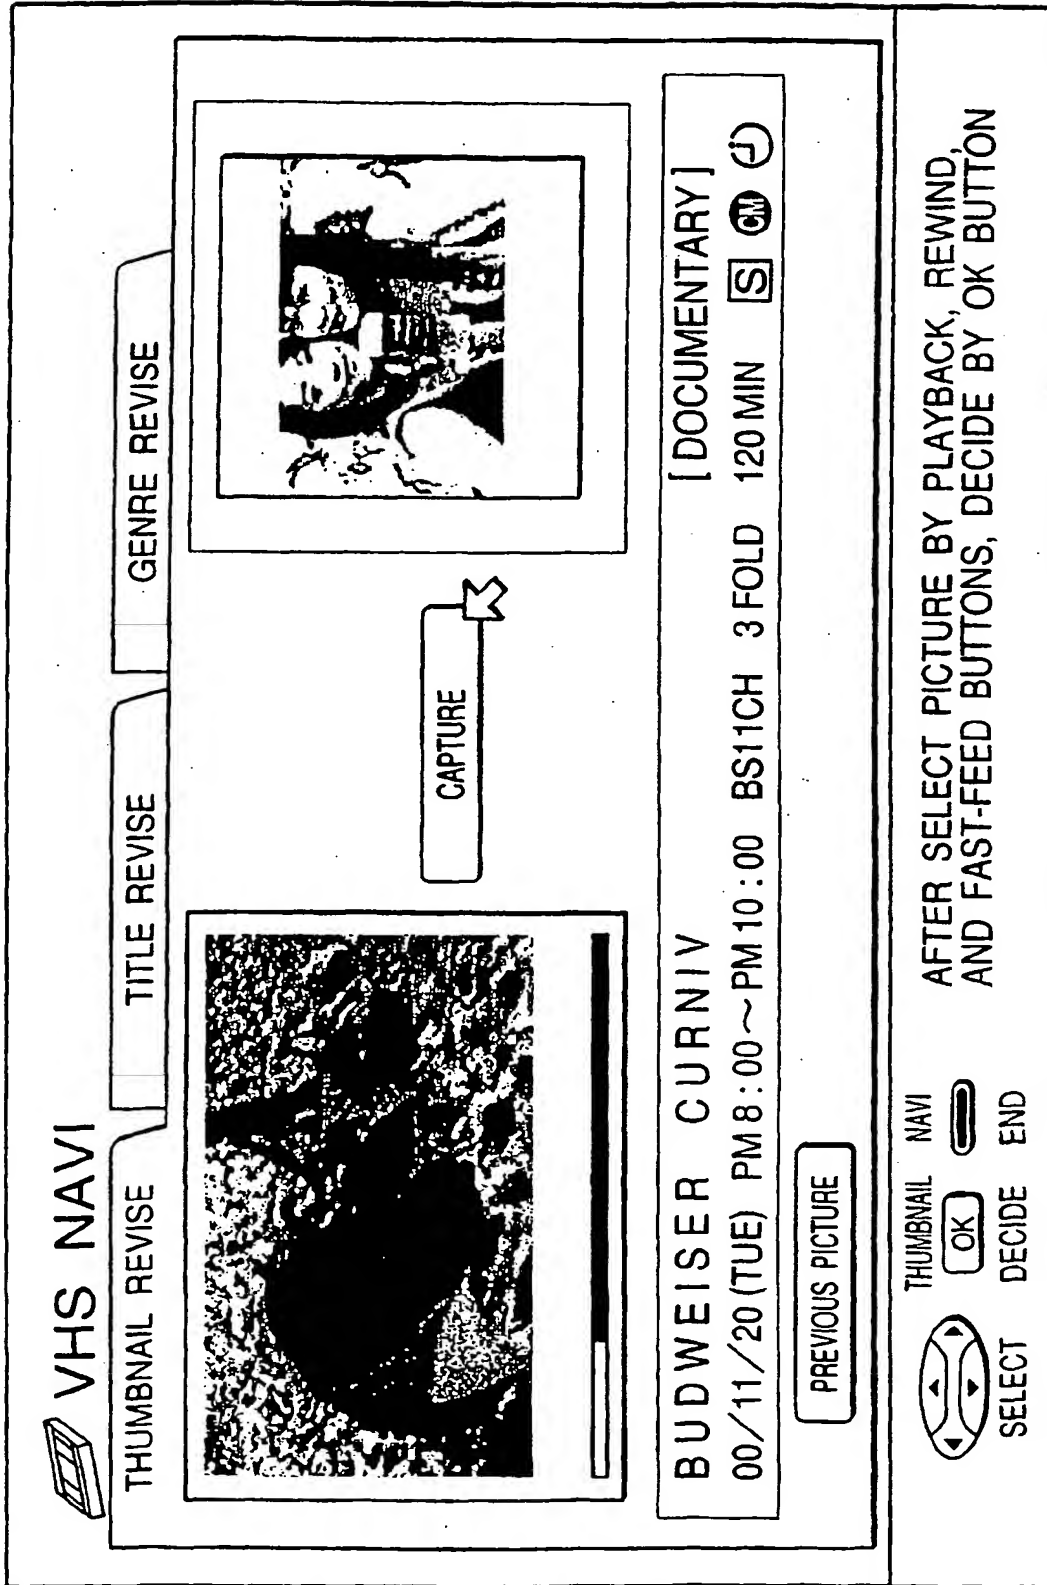 VHS NAVI
THUMBNAIL REVISE
TITLE REVISE
GENRE REVISE
CAPTURE
BUDWEISER CURNIV [DOCUMENTARY]
00/11/20 (TUE) PM 8:00~PM 10:00 BS11CH 3 FOLD 120 MIN S CM
PREVIOUS PICTURE
THUMBNAIL NAVI
OK
SELECT DECIDE END
AFTER SELECT PICTURE BY PLAYBACK, REWIND,
AND FAST-FEED BUTTONS, DECIDE BY OK BUTTON